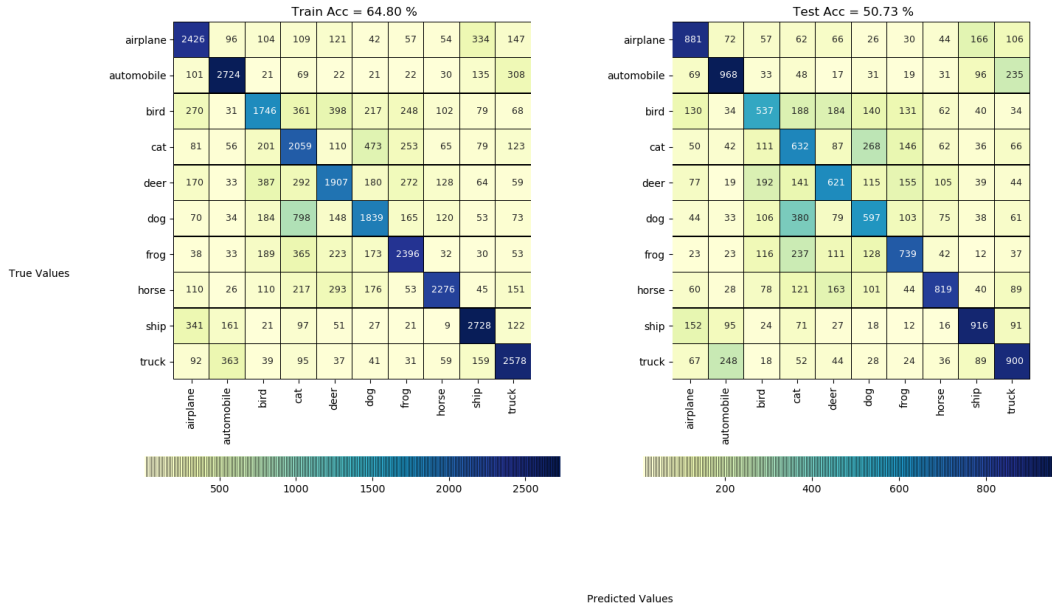 Train Acc = 64.80 % Test Acc = 50.73 %
airplane 2426 96 104 109 121 42 57 54 334 147 airplane 881 72 57 62 66 26 30 44 166 106
automobile 101 2724 21 69 22 21 22 30 135 308 automobile 69 968 33 48 17 31 19 31 96 235
bird 270 31 1746 361 398 217 248 102 79 68 bird 130 34 537 188 184 140 131 62 40 34
cat 81 56 201 2059 110 473 253 65 79 123 cat 50 42 111 632 87 268 146 62 36 66
deer 170 33 387 292 1907 180 272 128 64 59 deer 77 19 192 141 621 115 155 105 39 44
dog 70 34 184 798 148 1839 165 120 53 73 dog 44 33 106 380 79 597 103 75 38 61
frog 38 33 189 365 223 173 2396 32 30 53 frog 23 23 116 237 111 128 739 42 12 37
True Values
horse 110 26 110 217 293 176 53 2276 45 151 horse 60 28 78 121 163 101 44 819 40 89
ship 341 161 21 97 51 27 21 9 2728 122 ship 152 95 24 71 27 18 12 16 916 91
truck 92 363 39 95 37 41 31 59 159 2578 truck 67 248 18 52 44 28 24 36 89 900
airplane automobile bird cat deer dog frog horse ship truck airplane automobile bird cat deer dog frog horse ship truck
500 1000 1500 2000 2500 200 400 600 800
Predicted Values